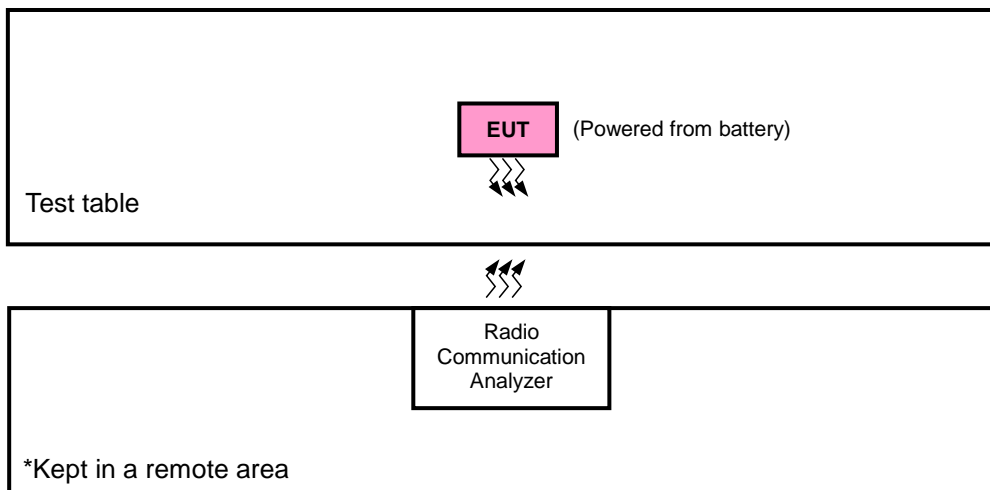 EUT (Powered from battery)
Test table
Radio
Communication
Analyzer
*Kept in a remote area